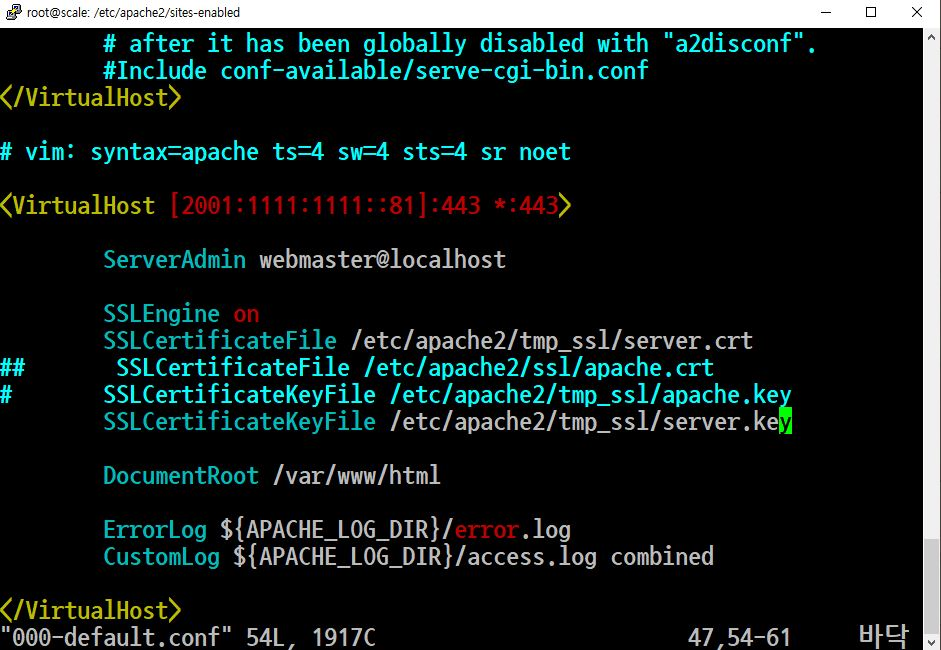 root@scale: /etc/apache2/sites-enabled
# after it has been globally disabled with "a2disconf".
#Include conf-available/serve-cgi-bin.conf
</VirtualHost>
# vim: syntax=apache ts=4 sw=4 sts=4 sr noet
<VirtualHost [2001:1111:1111::81]:443 *:443>
ServerAdmin webmaster@localhost
SSLEngine on
SSLCertificateFile /etc/apache2/tmp_ssl/server.crt
## SSLCertificateFile /etc/apache2/ssl/apache.crt
# SSLCertificateKeyFile /etc/apache2/tmp_ssl/apache.key
SSLCertificateKeyFile /etc/apache2/tmp_ssl/server.key
DocumentRoot /var/www/html
ErrorLog ${APACHE_LOG_DIR}/error.log
CustomLog ${APACHE_LOG_DIR}/access.log combined
</VirtualHost>
"000-default.conf" 54L, 1917C 47,54-61 바닥